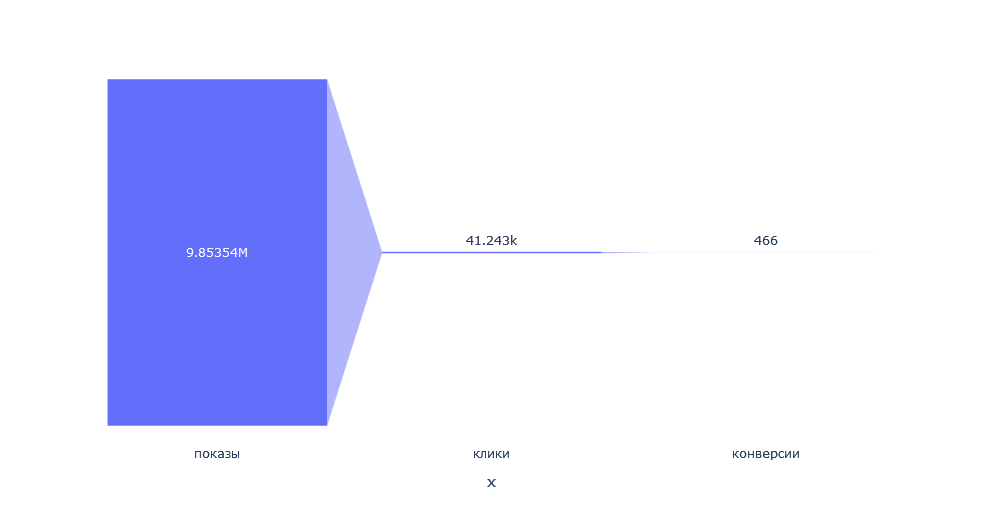 41.243k
466
9.85354M
показы
клики
конверсии
x